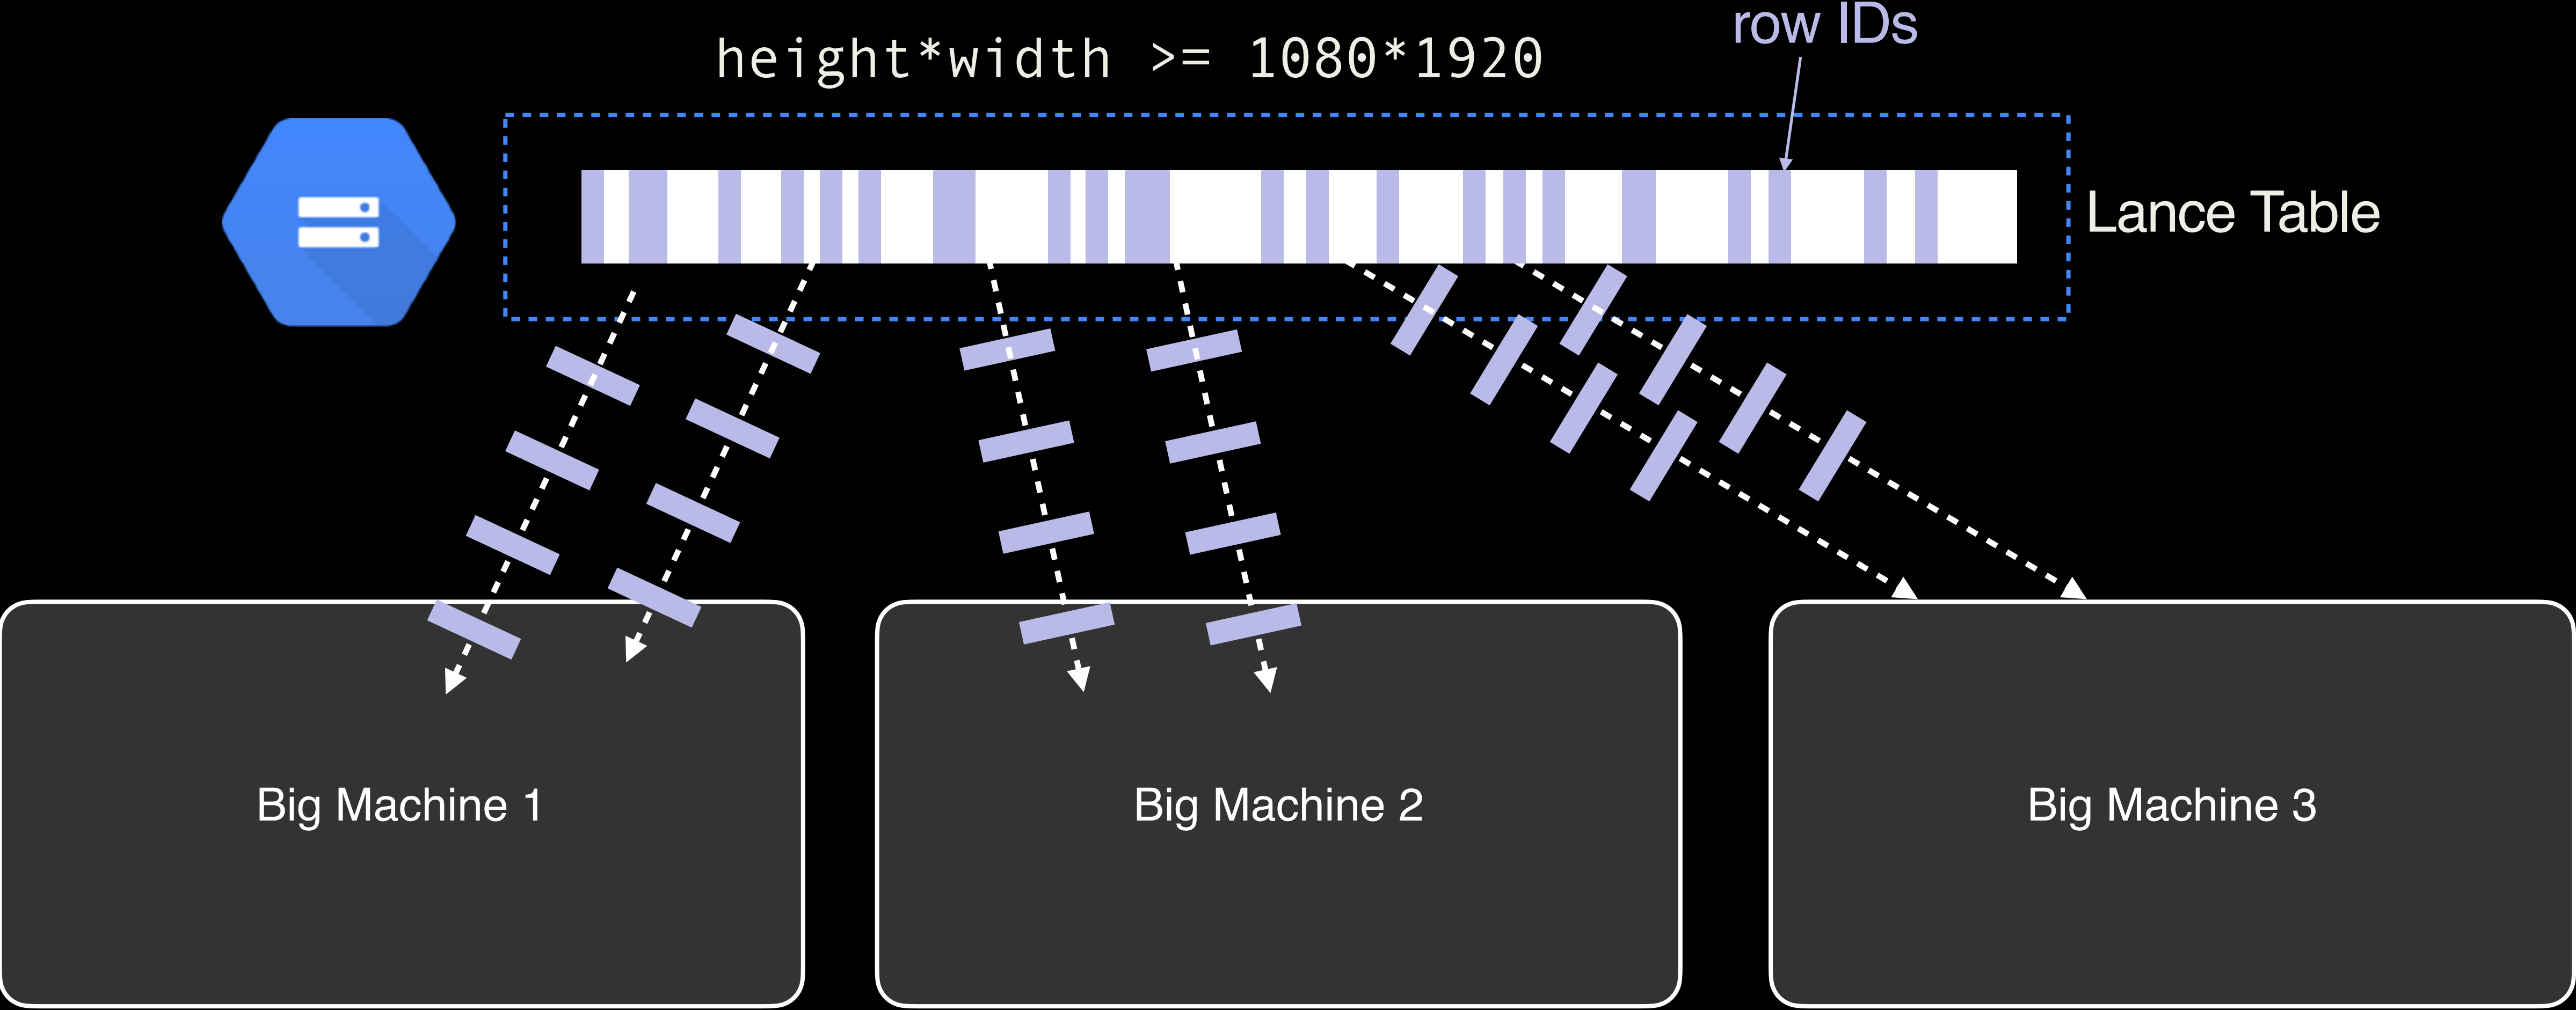 row IDs
height*width >= 1080*1920
Lance Table
Big Machine 1
Big Machine 2
Big Machine 3